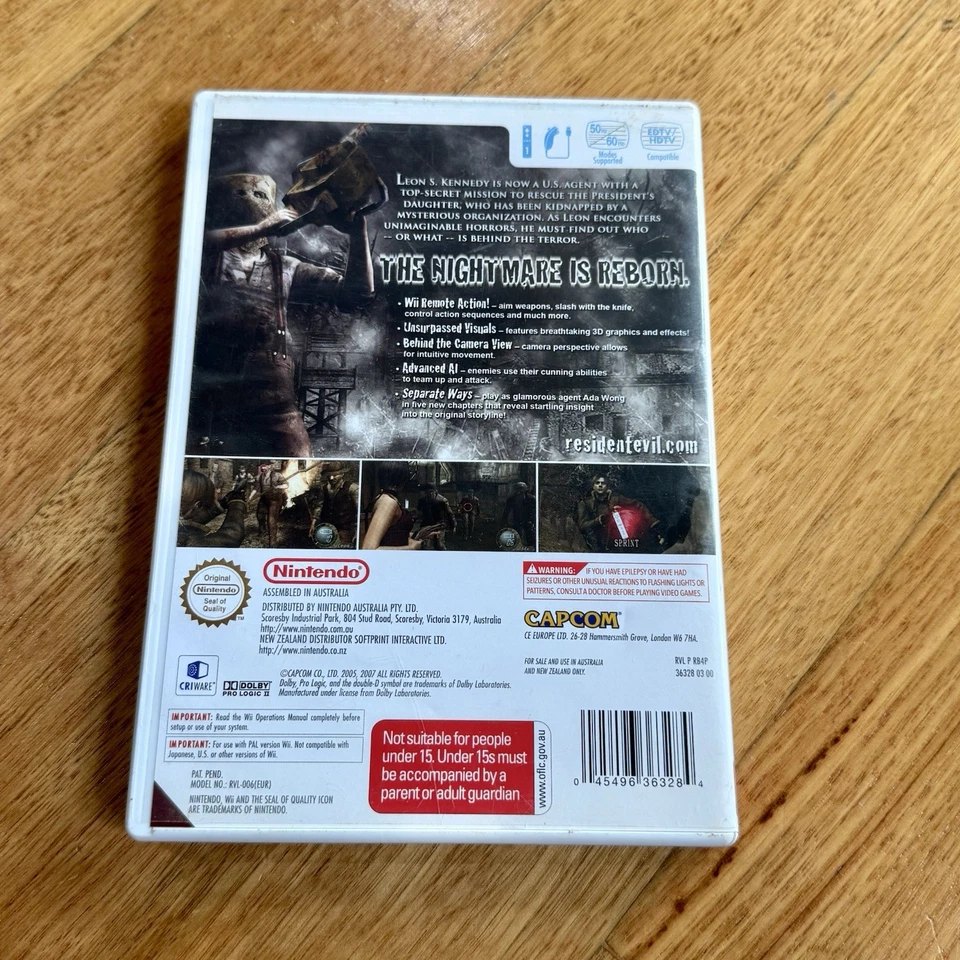 1
50Hz
60Hz
Modes
Supported
EDTV/
HDTV
Compatible
LEON S. KENNEDY IS NOW A U.S. AGENT WITH A
TOP-SECRET MISSION TO RESCUE THE PRESIDENT'S
DAUGHTER, WHO HAS BEEN KIDNAPPED BY A
MYSTERIOUS ORGANIZATION. AS LEON ENCOUNTERS
UNIMAGINABLE HORRORS, HE MUST FIND OUT WHO
-- OR WHAT -- IS BEHIND THE TERROR.
THE NIGHTMARE IS REBORN.
• Wii Remote Action! – aim weapons, slash with the knife,
control action sequences and much more.
• Unsurpassed Visuals – features breathtaking 3D graphics and effects!
• Behind the Camera View – camera perspective allows
for intuitive movement.
• Advanced AI – enemies use their cunning abilities
to team up and attack.
• Separate Ways – play as glamorous agent Ada Wong
in five new chapters that reveal startling insight
into the original storyline!
residentevil.com
SPRINT
Original
Nintendo
Seal of
Quality
TM
Nintendo®
ASSEMBLED IN AUSTRALIA
DISTRIBUTED BY NINTENDO AUSTRALIA PTY. LTD.
Scoresby Industrial Park, 804 Stud Road, Scoresby, Victoria 3179, Australia
http://www.nintendo.com.au
NEW ZEALAND DISTRIBUTOR SOFTPRINT INTERACTIVE LTD.
http://www.nintendo.co.nz
WARNING: IF YOU HAVE EPILEPSY OR HAVE HAD
SEIZURES OR OTHER UNUSUAL REACTIONS TO FLASHING LIGHTS OR
PATTERNS, CONSULT A DOCTOR BEFORE PLAYING VIDEO GAMES.
CAPCOM®
CE EUROPE LTD. 26-28 Hammersmith Grove, London W6 7HA.
FOR SALE AND USE IN AUSTRALIA
AND NEW ZEALAND ONLY.
RVL P RB4P
36328 03 00
CRIWARE™
DOLBY
PRO LOGIC II
©CAPCOM CO., LTD. 2005, 2007 ALL RIGHTS RESERVED.
Dolby, Pro Logic, and the double-D symbol are trademarks of Dolby Laboratories.
Manufactured under license from Dolby Laboratories.
IMPORTANT: Read the Wii Operations Manual completely before
setup or use of your system.
IMPORTANT: For use with PAL version Wii. Not compatible with
Japanese, U.S. or other versions of Wii.
PAT. PEND.
MODEL NO.: RVL-006(EUR)
NINTENDO, Wii AND THE SEAL OF QUALITY ICON
ARE TRADEMARKS OF NINTENDO.
Not suitable for people
under 15. Under 15s must
be accompanied by a
parent or adult guardian
www.oflc.gov.au
0 45496 36328 4